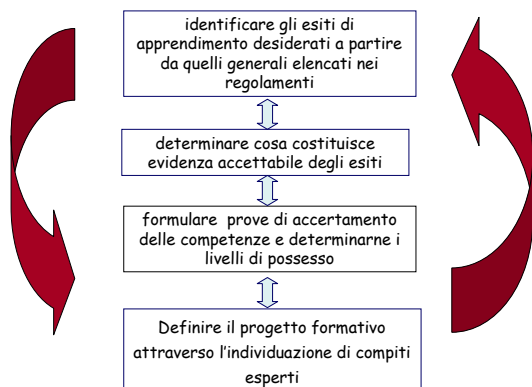 identificare gli esiti di
apprendimento desiderati a partire
da quelli generali elencati nei
regolamenti
determinare cosa costituisce
evidenza accettabile degli esiti
formulare prove di accertamento
delle competenze e determinarne i
livelli di possesso
Definire il progetto formativo
attraverso l'individuazione di compiti
esperti